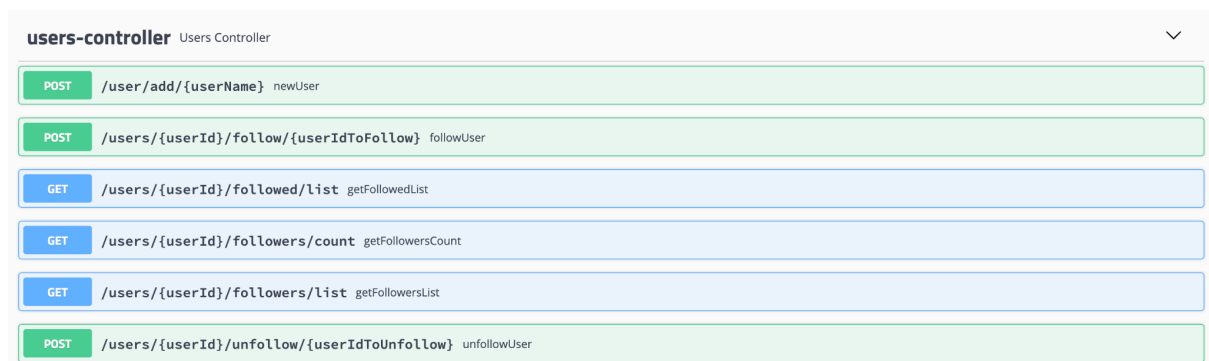 users-controller Users Controller
POST /user/add/{userName} newUser
POST /users/{userId}/follow/{userIdToFollow} followUser
GET /users/{userId}/followed/list getFollowedList
GET /users/{userId}/followers/count getFollowersCount
GET /users/{userId}/followers/list getFollowersList
POST /users/{userId}/unfollow/{userIdToUnfollow} unfollowUser